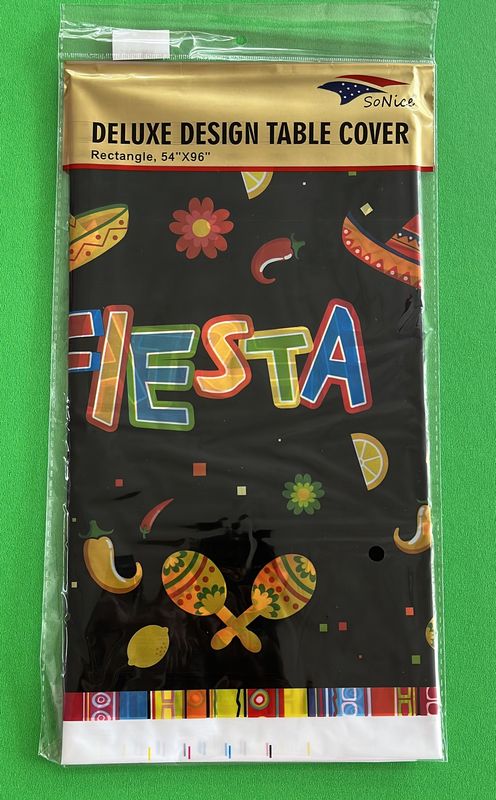 SoNice
DELUXE DESIGN TABLE COVER
Rectangle, 54"X96"
FIESTA